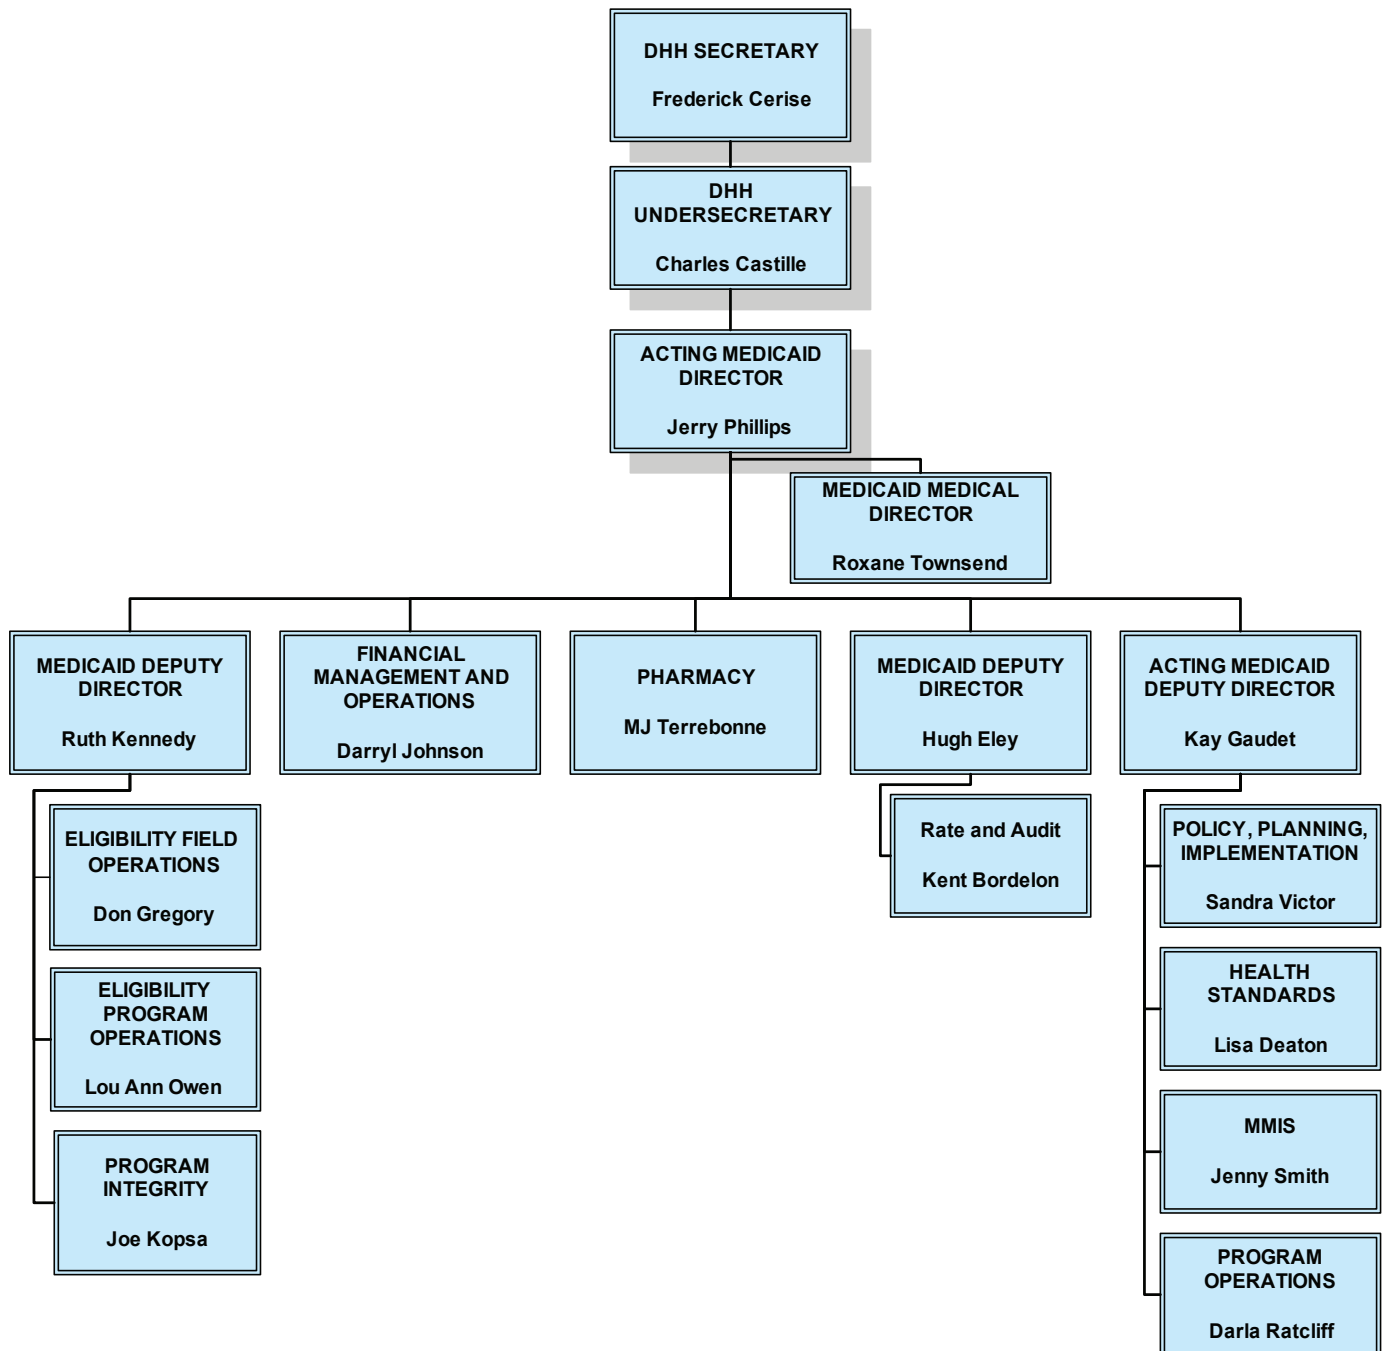 DHH SECRETARY
Frederick Cerise
DHH
UNDERSECRETARY
Charles Castille
ACTING MEDICAID
DIRECTOR
Jerry Phillips
MEDICAID MEDICAL
DIRECTOR
Roxane Townsend
MEDICAID DEPUTY
DIRECTOR
Ruth Kennedy
FINANCIAL
MANAGEMENT AND
OPERATIONS
Darryl Johnson
PHARMACY
MJ Terrebonne
MEDICAID DEPUTY
DIRECTOR
Hugh Eley
ACTING MEDICAID
DEPUTY DIRECTOR
Kay Gaudet
ELIGIBILITY FIELD
OPERATIONS
Don Gregory
ELIGIBILITY
PROGRAM
OPERATIONS
Lou Ann Owen
PROGRAM
INTEGRITY
Joe Kopsa
Rate and Audit
Kent Bordelon
POLICY, PLANNING,
IMPLEMENTATION
Sandra Victor
HEALTH
STANDARDS
Lisa Deaton
MMIS
Jenny Smith
PROGRAM
OPERATIONS
Darla Ratcliff